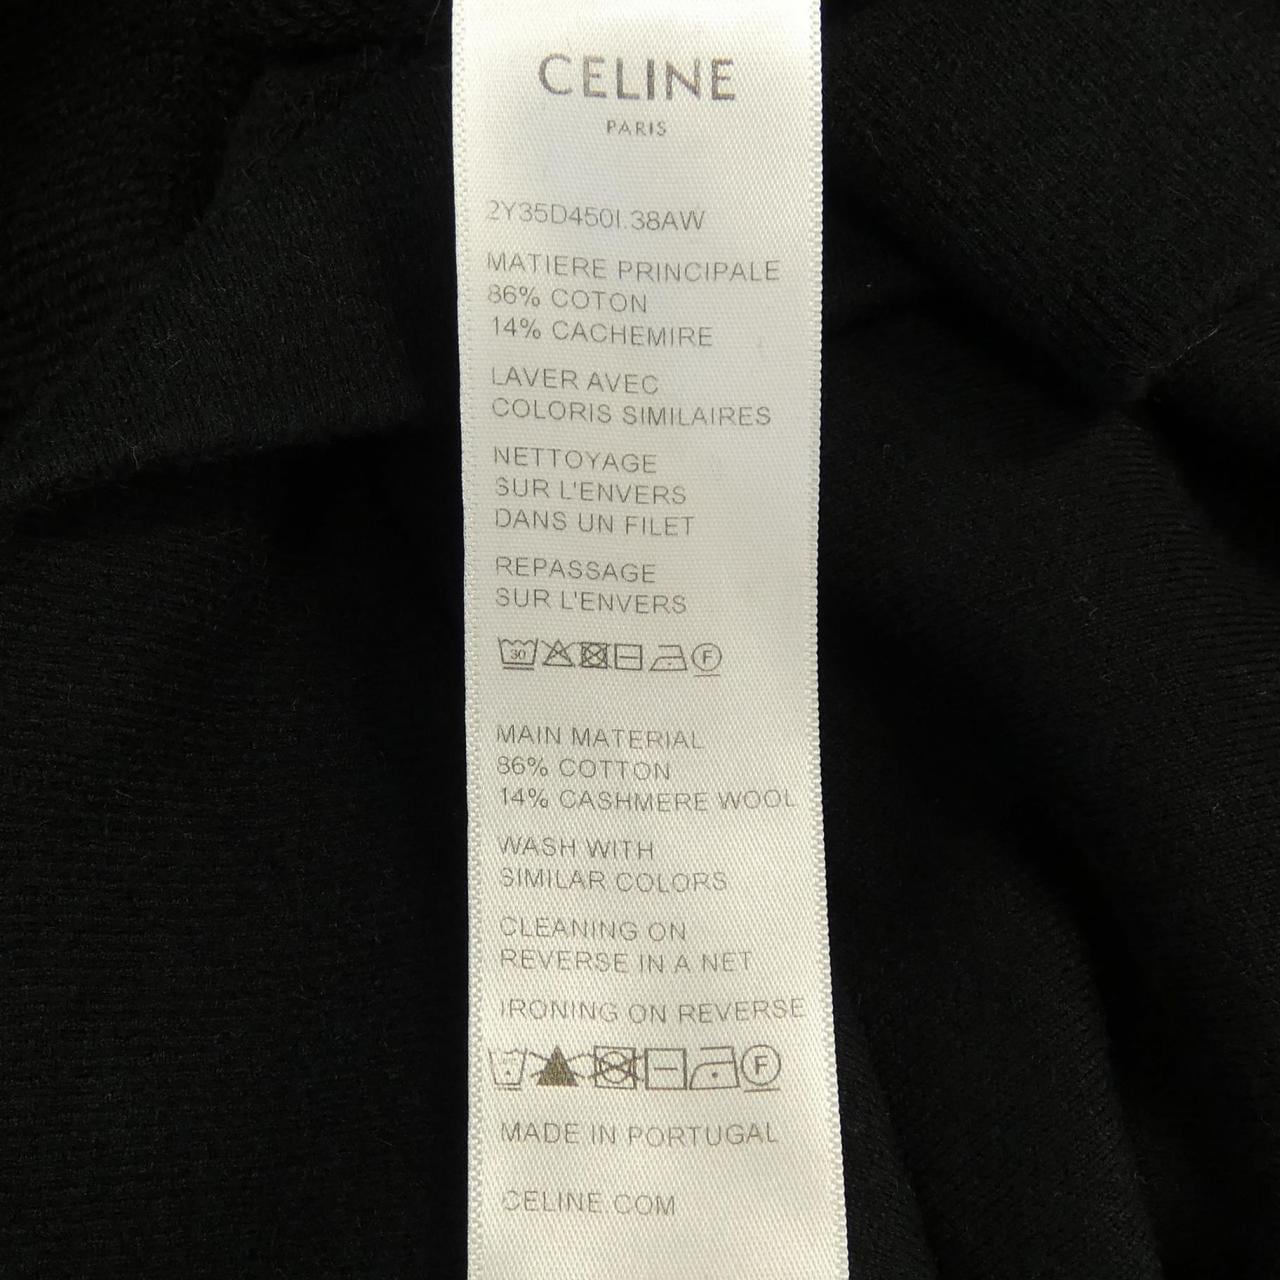 CELINE
PARIS
2Y35D450I.38AW
MATIERE PRINCIPALE
86% COTON
14% CACHEMIRE
LAVER AVEC
COLORIS SIMILAIRES
NETTOYAGE
SUR L'ENVERS
DANS UN FILET
REPASSAGE
SUR L'ENVERS
30 F
MAIN MATERIAL
86% COTTON
14% CASHMERE WOOL
WASH WITH
SIMILAR COLORS
CLEANING ON
REVERSE IN A NET
IRONING ON REVERSE
F
MADE IN PORTUGAL
CELINE.COM